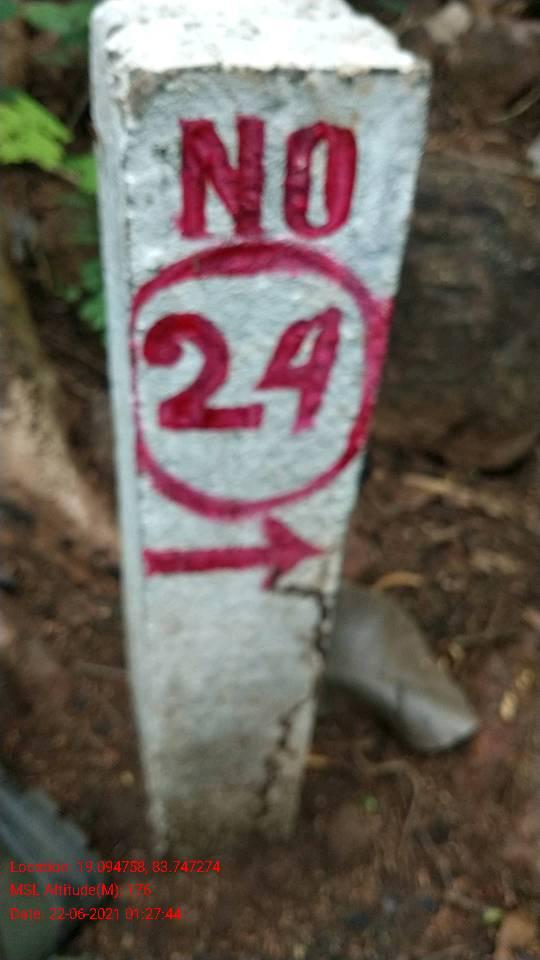 NO
24
Location: 19.094758, 83.747274
MSL Altitude(M): 176
Date: 22-06-2021 01:27:44